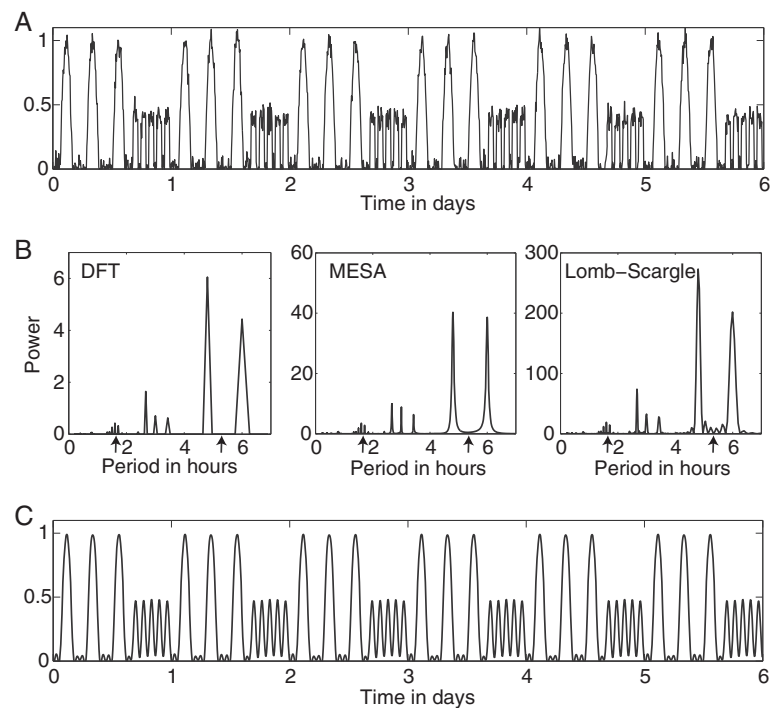 A
1
0.5
0
0 1 2 3 4 5 6
Time in days
B
DFT
MESA
Lomb−Scargle
Power
6
4
2
0
0 2 4 6
Period in hours
60
40
20
0
0 2 4 6
Period in hours
300
200
100
0
0 2 4 6
Period in hours
C
1
0.5
0
0 1 2 3 4 5 6
Time in days